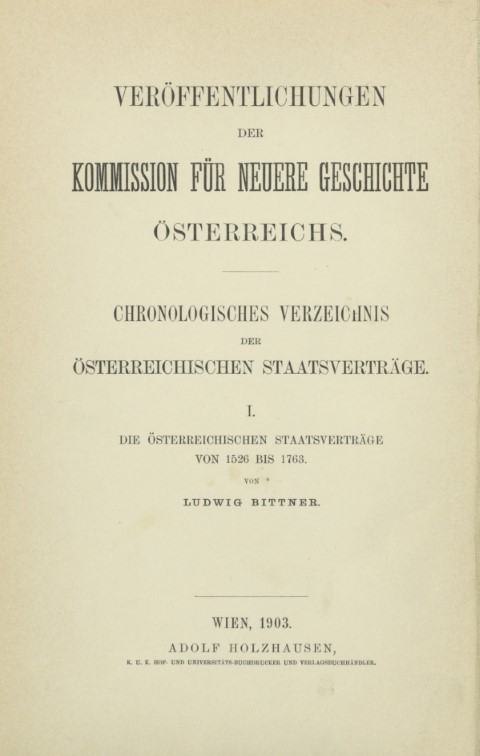 VERÖFFENTLICHUNGEN
DER
KOMMISSION FÜR NEUERE GESCHICHTE
ÖSTERREICHS.
CHRONOLOGISCHES VERZEICHNIS
DER
ÖSTERREICHISCHEN STAATSVERTRÄGE.
I.
DIE ÖSTERREICHISCHEN STAATSVERTRÄGE
VON 1526 BIS 1763.
VON
LUDWIG BITTNER.
WIEN, 1903.
ADOLF HOLZHAUSEN,
K. U. K. HOF- UND UNIVERSITÄTS-BUCHDRUCKER UND VERLAGSBUCHHÄNDLER.